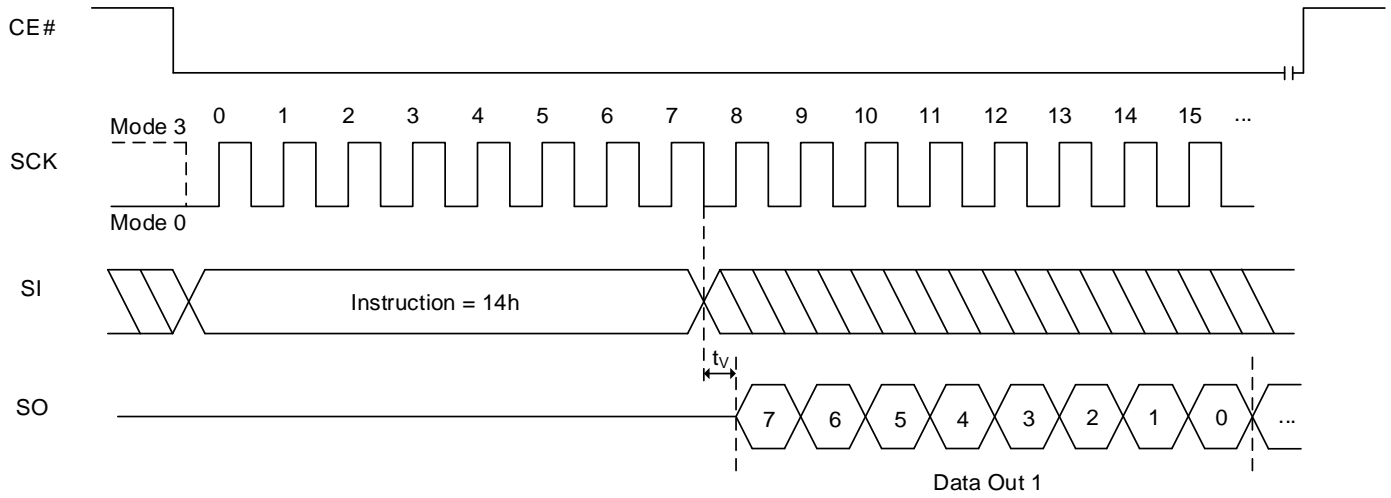 CE#
Mode 3 0 1 2 3 4 5 6 7 8 9 10 11 12 13 14 15 ...
SCK
Mode 0
SI Instruction = 14h
tV
SO 7 6 5 4 3 2 1 0 ...
Data Out 1